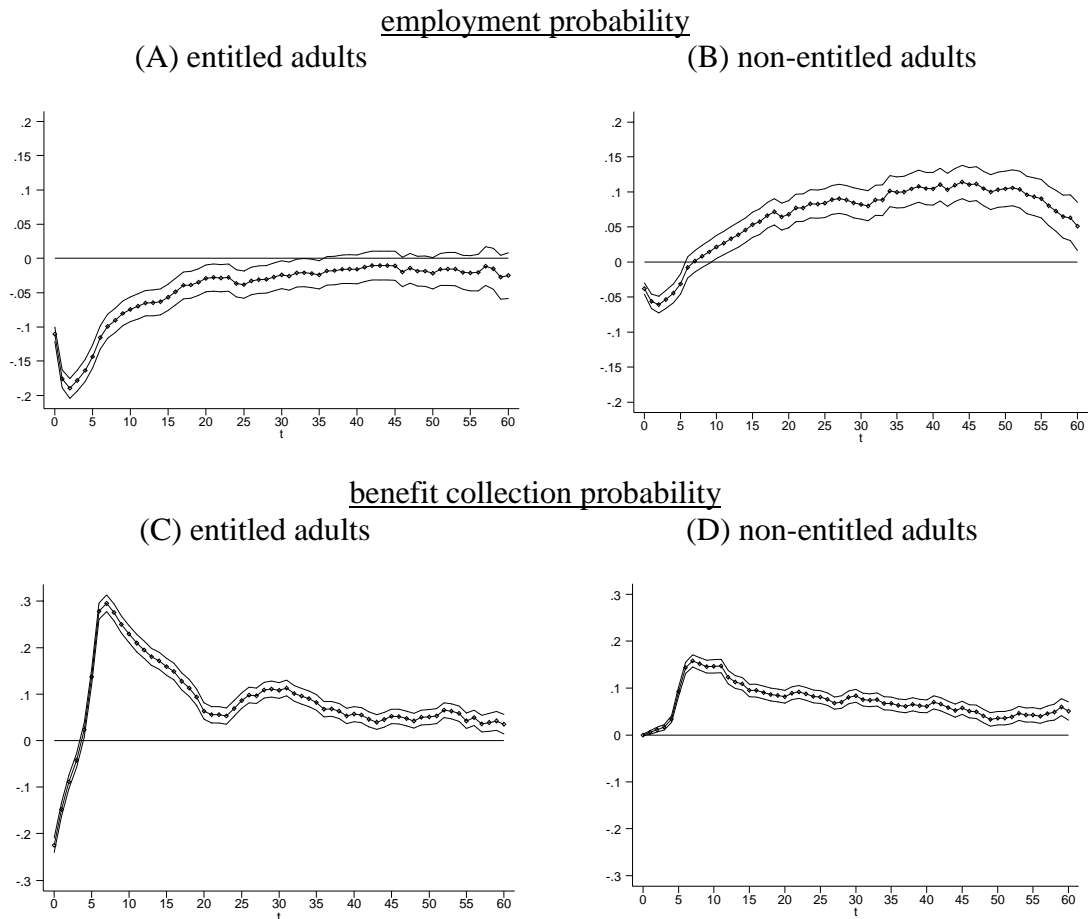 employment probability
(A) entitled adults (B) non-entitled adults
.2 .2
.15 .15
.1 .1
.05 .05
0 0
-.05 -.05
-.1 -.1
-.15 -.15
-.2 -.2
0 5 10 15 20 25 30 35 40 45 50 55 60 0 5 10 15 20 25 30 35 40 45 50 55 60
t t
benefit collection probability
(C) entitled adults (D) non-entitled adults
.3 .3
.2 .2
.1 .1
0 0
-.1 -.1
-.2 -.2
-.3 -.3
0 5 10 15 20 25 30 35 40 45 50 55 60 0 5 10 15 20 25 30 35 40 45 50 55 60
t t